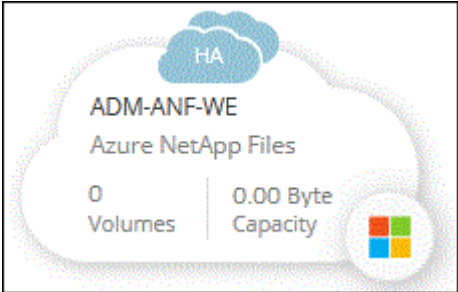 HA
ADM-ANF-WE
Azure NetApp Files
0 0.00 Byte
Volumes Capacity